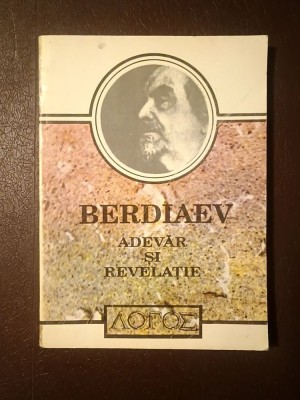 BERDIAEV
ADEVĂR
ȘI
REVELAȚIE
ΛΟΓΟΣ